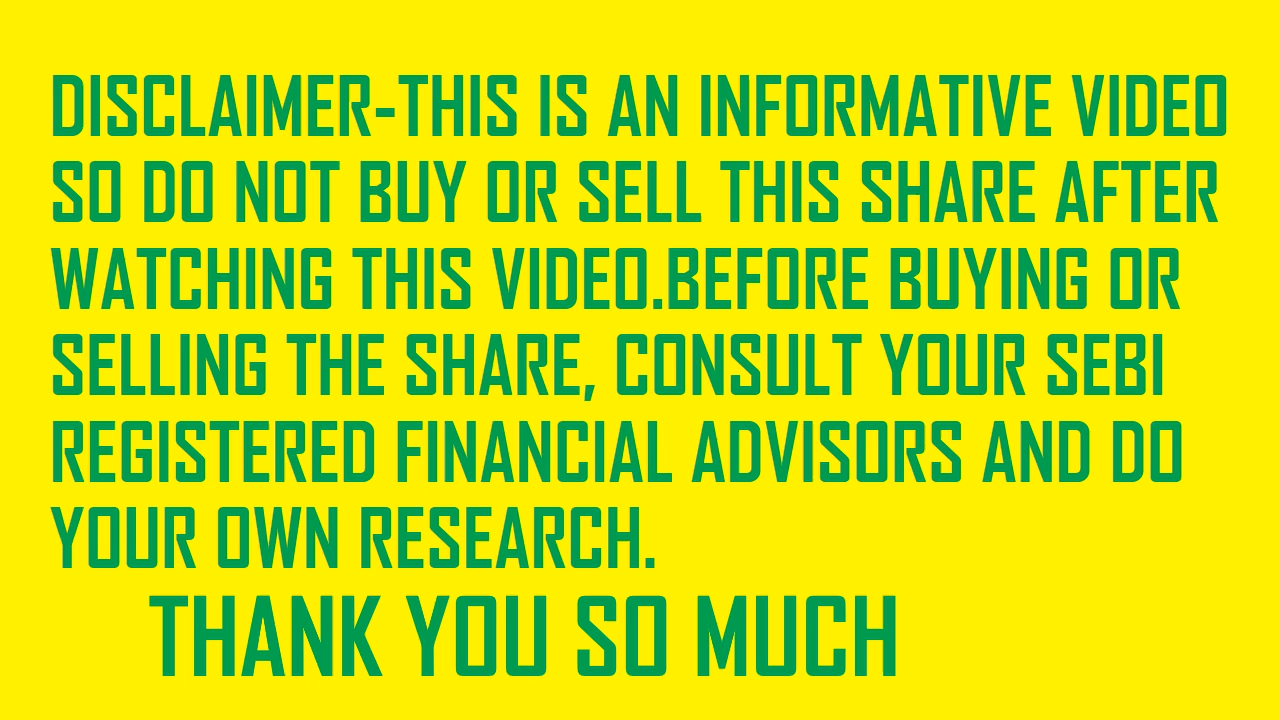 DISCLAIMER-THIS IS AN INFORMATIVE VIDEO
SO DO NOT BUY OR SELL THIS SHARE AFTER
WATCHING THIS VIDEO.BEFORE BUYING OR
SELLING THE SHARE, CONSULT YOUR SEBI
REGISTERED FINANCIAL ADVISORS AND DO
YOUR OWN RESEARCH.
THANK YOU SO MUCH